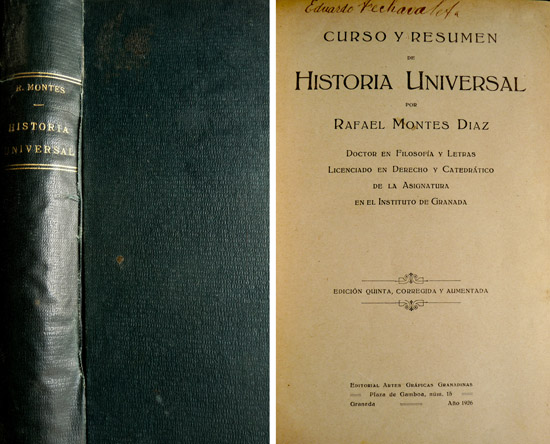 R. MONTES
HISTORIA
UNIVERSAL
Eduardo
CURSO Y RESUMEN
DE
HISTORIA UNIVERSAL
POR
RAFAEL MONTES DIAZ
DOCTOR EN FILOSOFÍA Y LETRAS
LICENCIADO EN DERECHO Y CATEDRÁTICO
DE LA ASIGNATURA
EN EL INSTITUTO DE GRANADA
EDICIÓN QUINTA, CORREGIDA Y AUMENTADA
EDITORIAL ARTES GRÁFICAS GRANADINAS
Plaza de Gamboa, núm. 15
Granada Año 1926